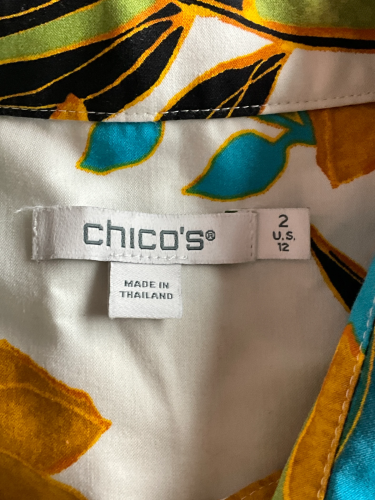 chico's®
2
U.S.
12
MADE IN
THAILAND